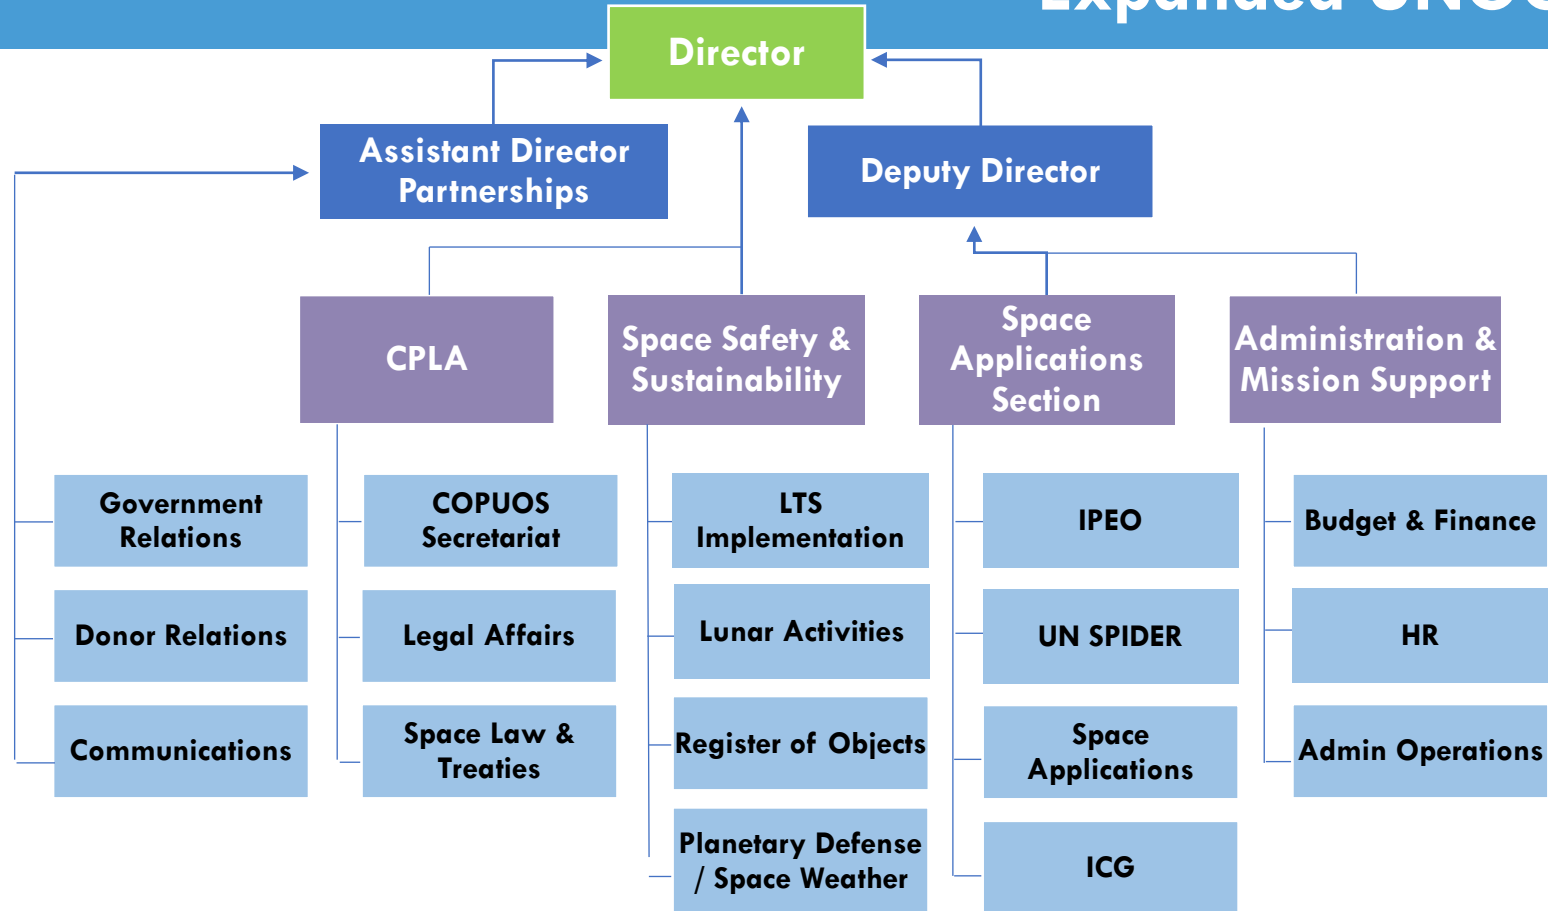 Expanded
Director
Assistant Director
Partnerships
Deputy Director
CPLA
Space Safety &
Sustainability
Space
Applications
Section
Administration &
Mission Support
Government
Relations
Donor Relations
Communications
COPUOS
Secretariat
Legal Affairs
Space Law &
Treaties
LTS
Implementation
Lunar Activities
Register of Objects
Planetary Defense
/ Space Weather
IPEO
UN SPIDER
Space
Applications
ICG
Budget & Finance
HR
Admin Operations